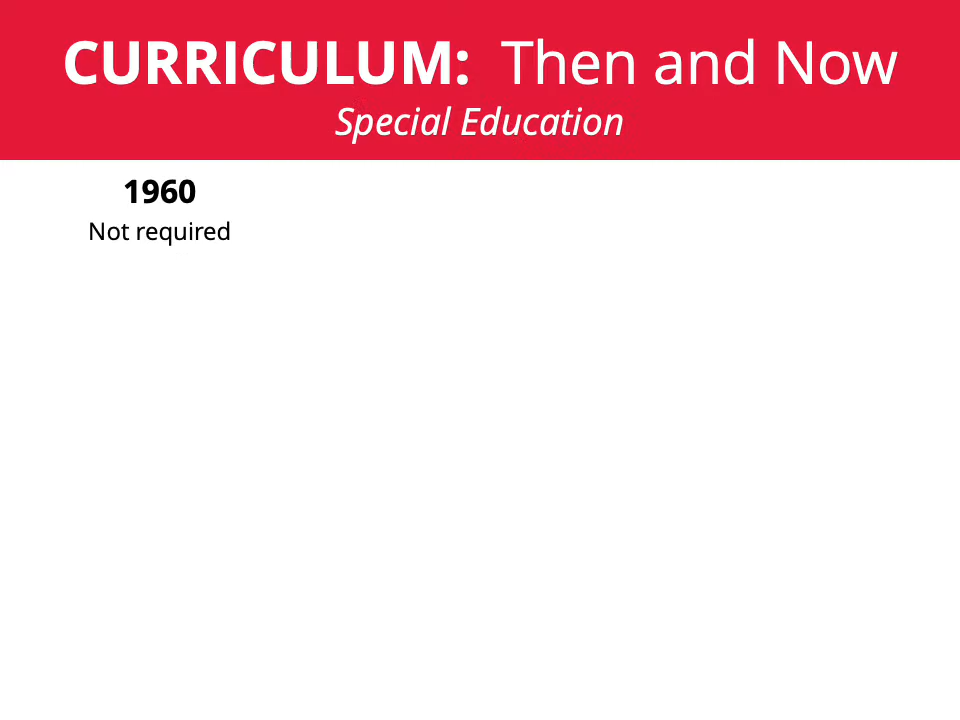 CURRICULUM: Then and Now
Special Education
1960
Not required